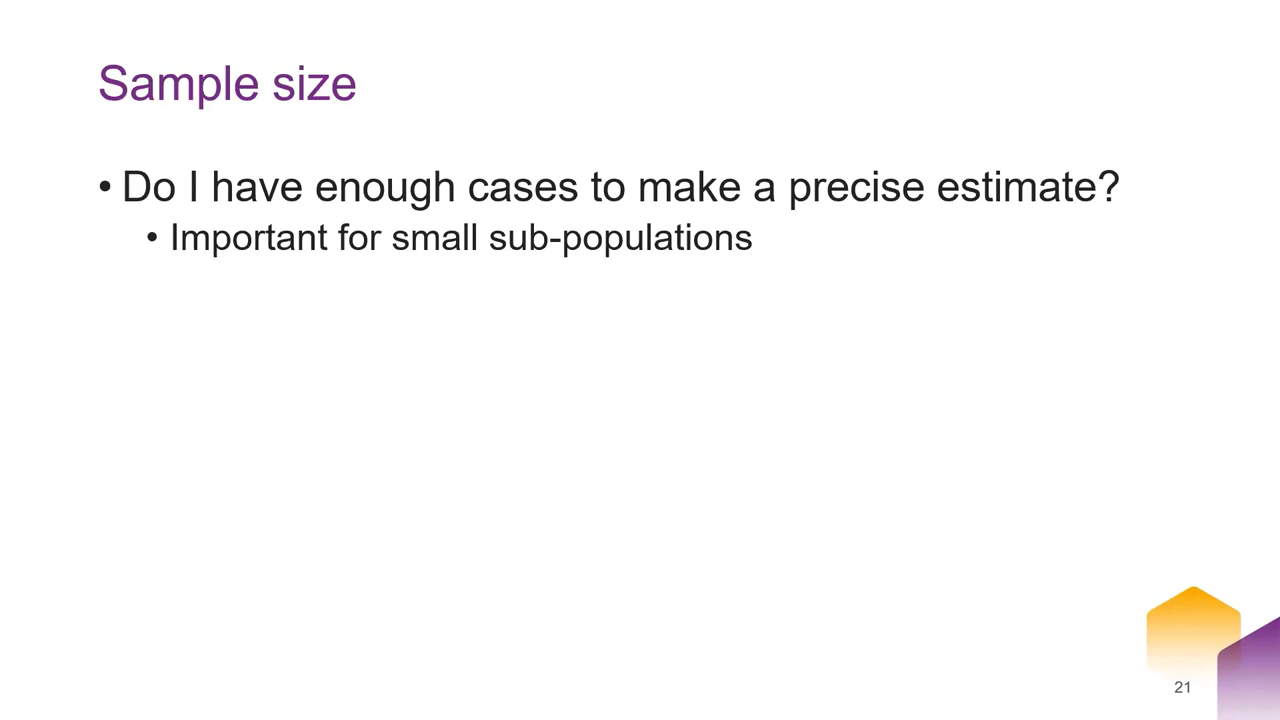 Sample size
• Do I have enough cases to make a precise estimate?
• Important for small sub-populations
21